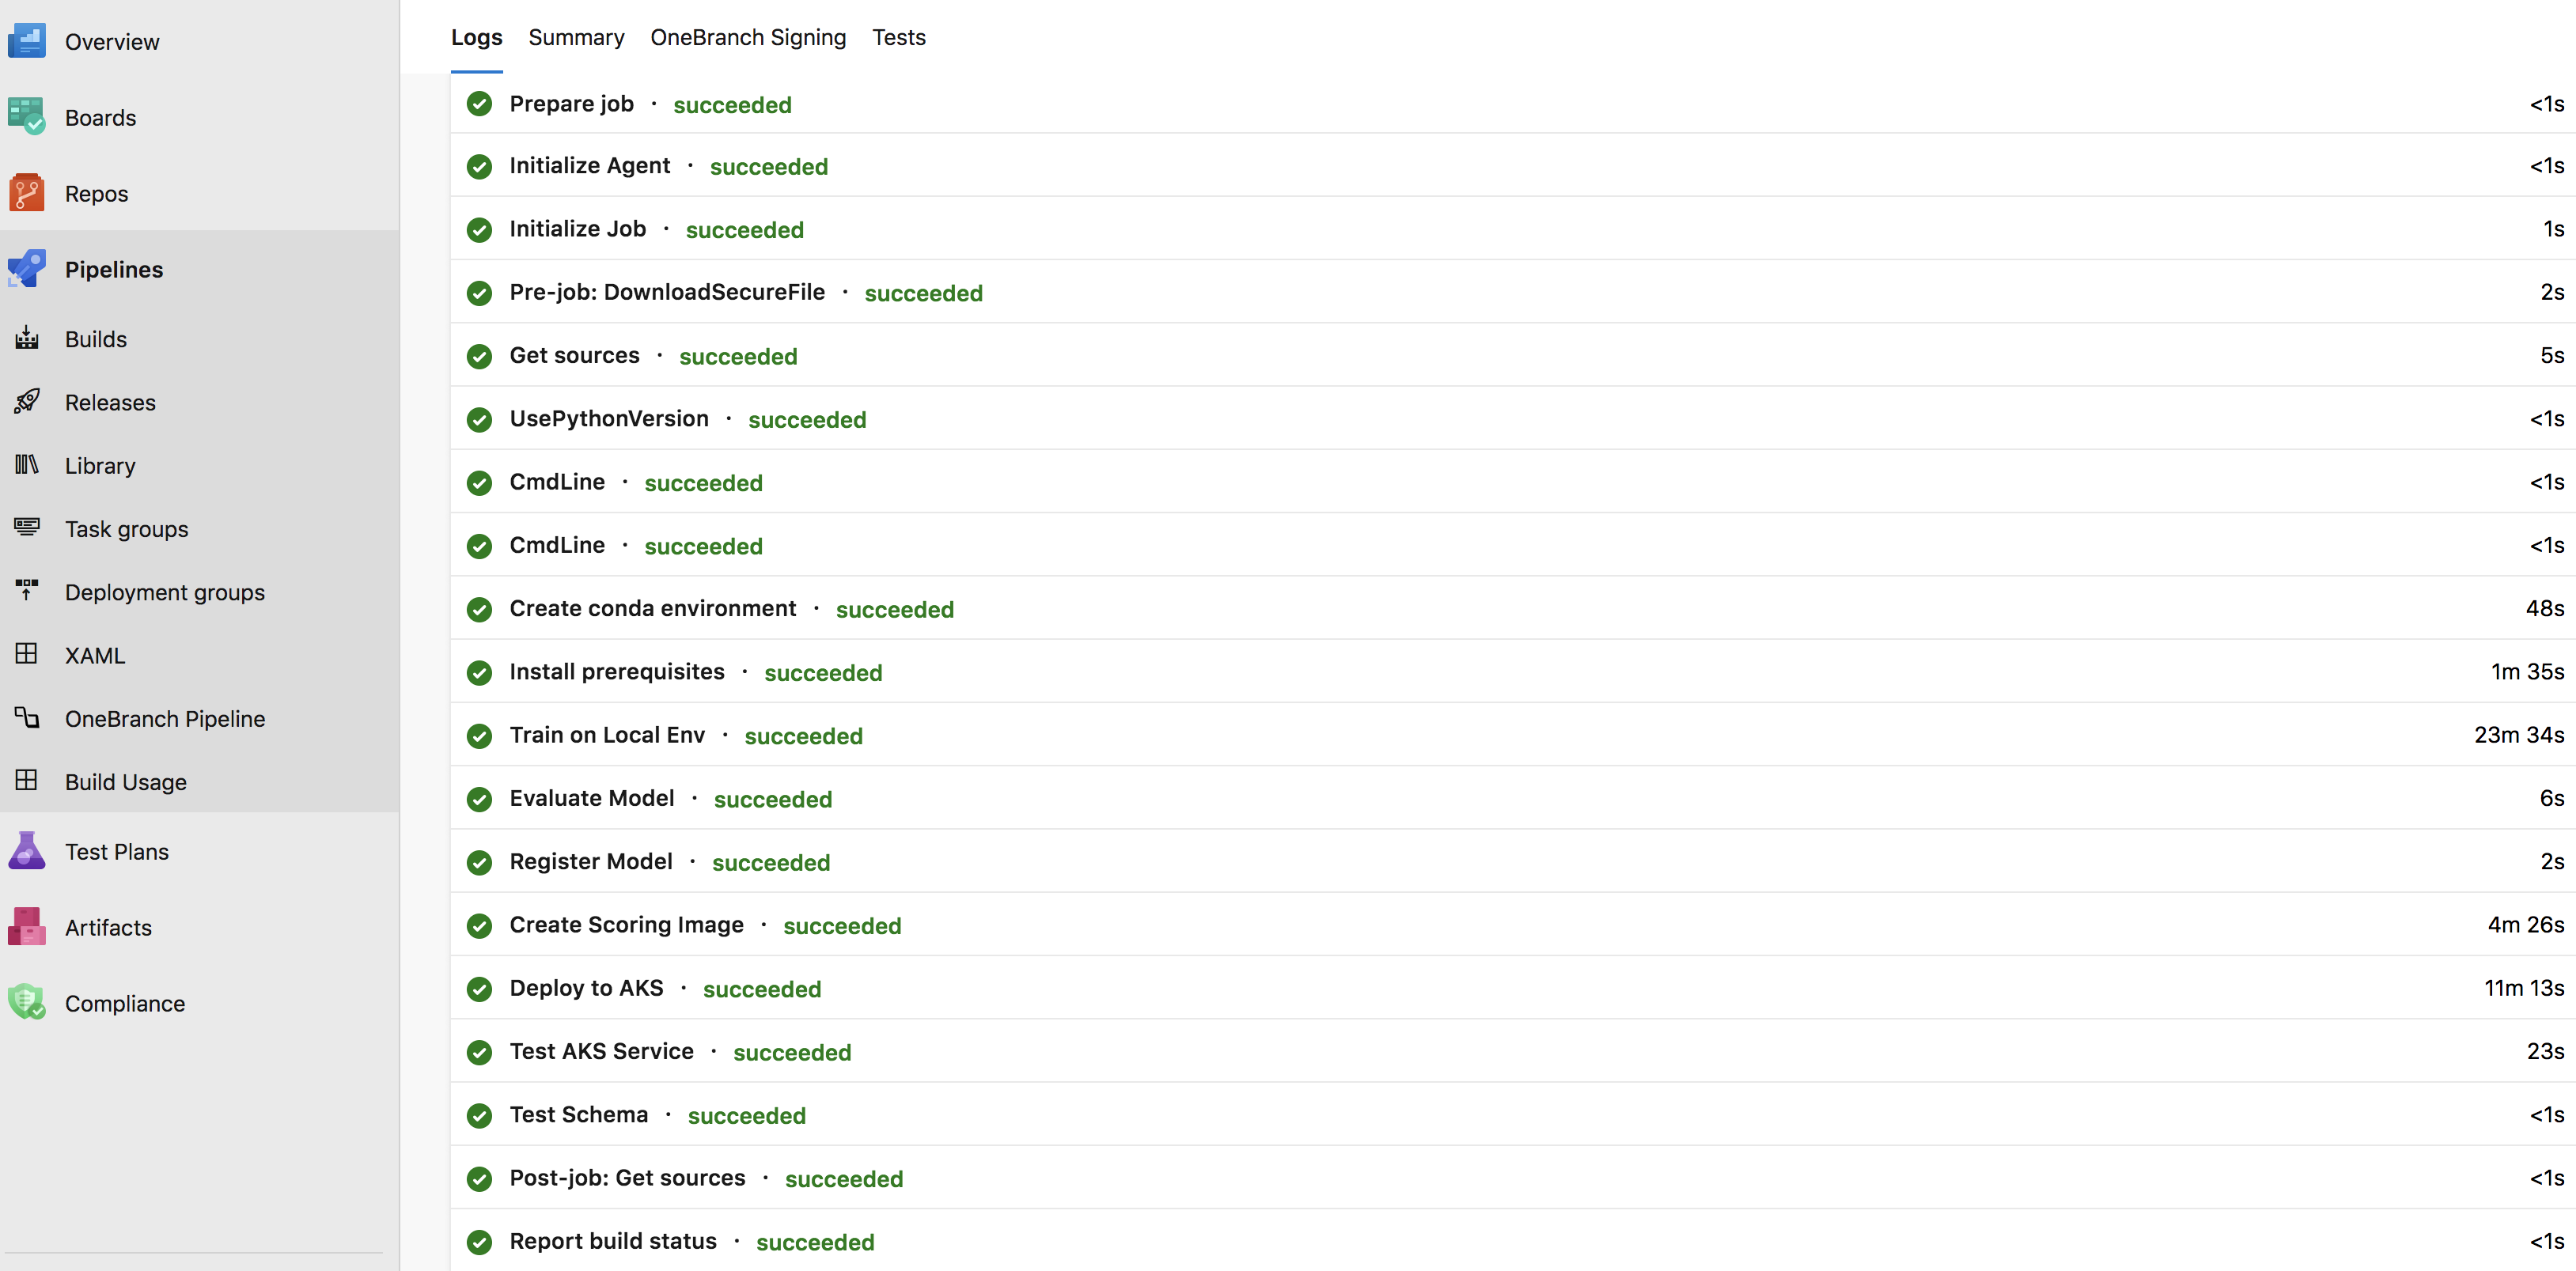 Overview
Boards
Repos
Pipelines
Builds
Releases
Library
Task groups
Deployment groups
XAML
OneBranch Pipeline
Build Usage
Test Plans
Artifacts
Compliance
Logs Summary OneBranch Signing Tests
Prepare job · succeeded <1s
Initialize Agent · succeeded <1s
Initialize Job · succeeded 1s
Pre-job: DownloadSecureFile · succeeded 2s
Get sources · succeeded 5s
UsePythonVersion · succeeded <1s
CmdLine · succeeded <1s
CmdLine · succeeded <1s
Create conda environment · succeeded 48s
Install prerequisites · succeeded 1m 35s
Train on Local Env · succeeded 23m 34s
Evaluate Model · succeeded 6s
Register Model · succeeded 2s
Create Scoring Image · succeeded 4m 26s
Deploy to AKS · succeeded 11m 13s
Test AKS Service · succeeded 23s
Test Schema · succeeded <1s
Post-job: Get sources · succeeded <1s
Report build status · succeeded <1s